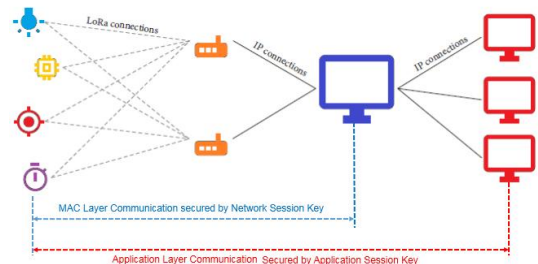 LoRa connections
IP connections
IP connections
MAC Layer Communication secured by Network Session Key
Application Layer Communication Secured by Application Session Key